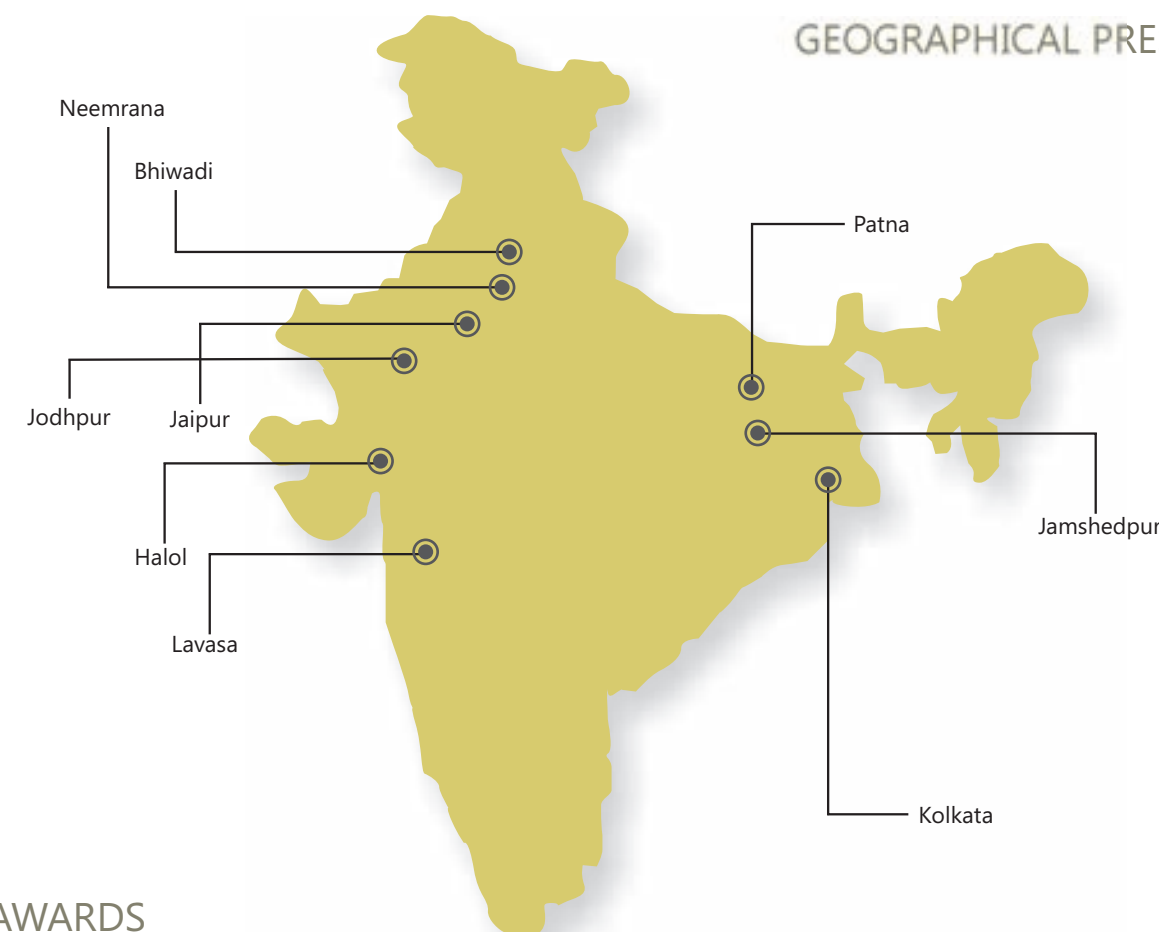 GEOGRAPHICAL PRE
Neemrana
Bhiwadi
Patna
Jodhpur
Jaipur
Jamshedpur
Halol
Lavasa
Kolkata
AWARDS